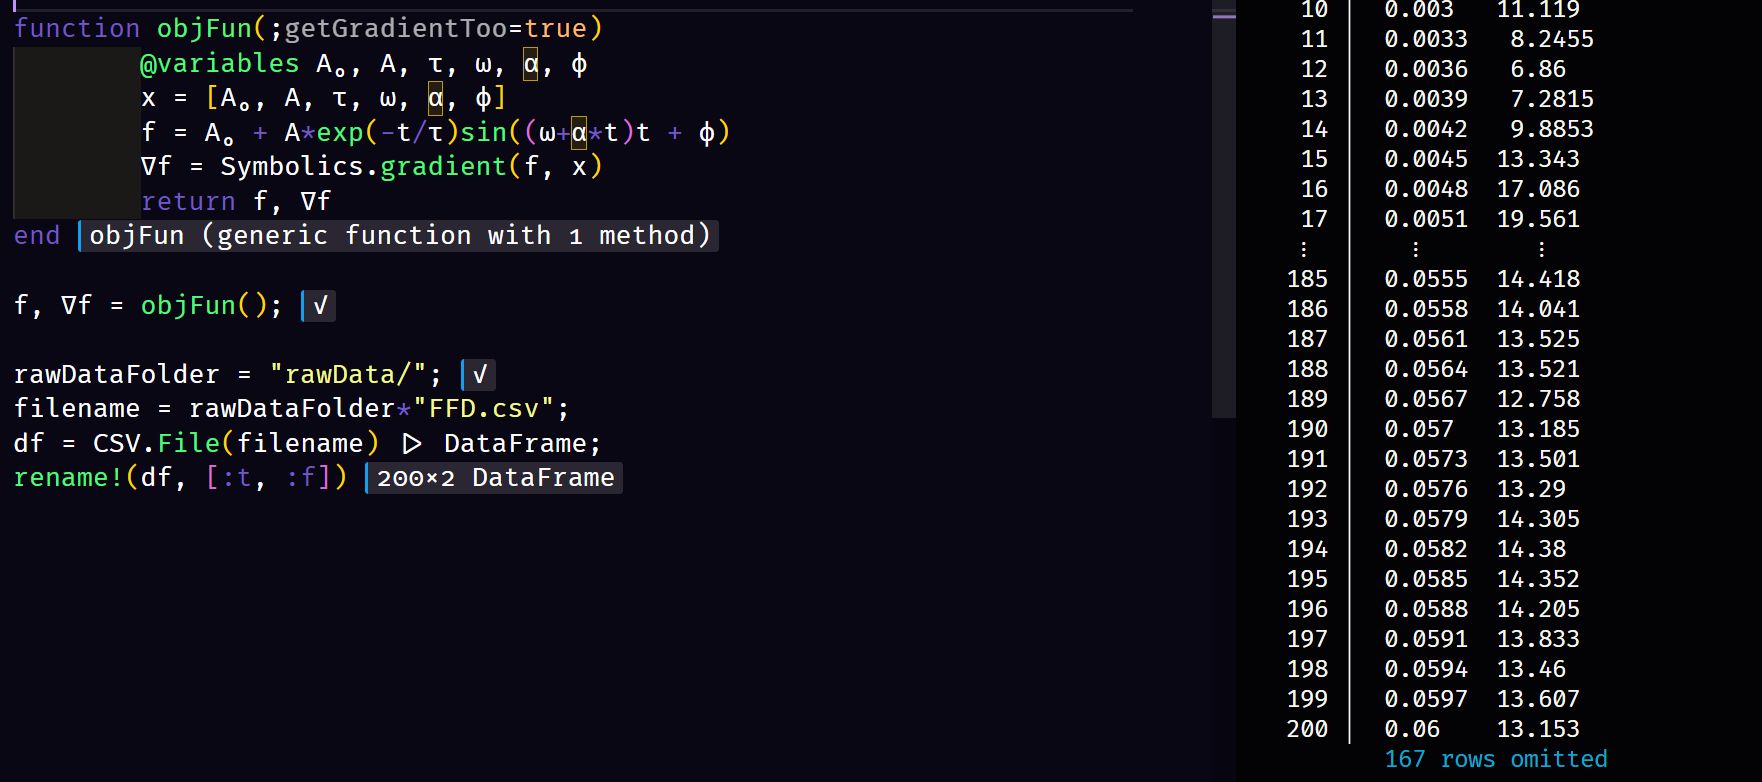 function objFun(;getGradientToo=true)
@variables Aₒ, A, τ, ω, α, ϕ
x = [Aₒ, A, τ, ω, α, ϕ]
f = Aₒ + A*exp(-t/τ)sin((ω+α*t)t + ϕ)
∇f = Symbolics.gradient(f, x)
return f, ∇f
end objFun (generic function with 1 method)
f, ∇f = objFun(); √
rawDataFolder = "rawData/"; √
filename = rawDataFolder*"FFD.csv";
df = CSV.File(filename) |> DataFrame;
rename!(df, [:t, :f]) 200×2 DataFrame
10 0.003 11.119
11 0.0033 8.2455
12 0.0036 6.86
13 0.0039 7.2815
14 0.0042 9.8853
15 0.0045 13.343
16 0.0048 17.086
17 0.0051 19.561
⋮ ⋮ ⋮
185 0.0555 14.418
186 0.0558 14.041
187 0.0561 13.525
188 0.0564 13.521
189 0.0567 12.758
190 0.057 13.185
191 0.0573 13.501
192 0.0576 13.29
193 0.0579 14.305
194 0.0582 14.38
195 0.0585 14.352
196 0.0588 14.205
197 0.0591 13.833
198 0.0594 13.46
199 0.0597 13.607
200 0.06 13.153
167 rows omitted